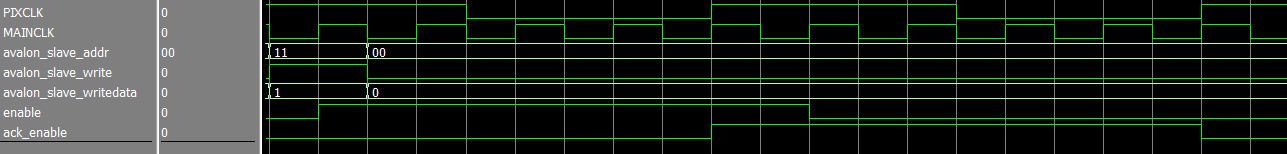 PIXCLK 0
MAINCLK 0
avalon_slave_addr 00 11 00
avalon_slave_write 0
avalon_slave_writedata 0 1 0
enable 0
ack_enable 0